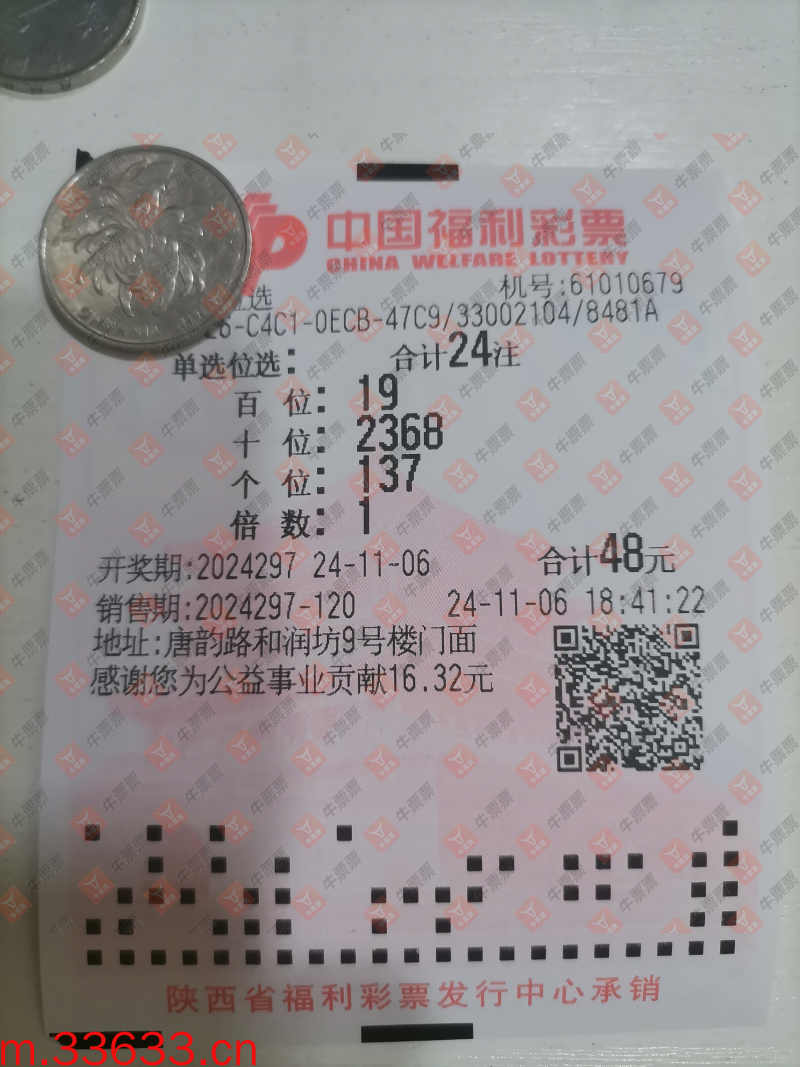 中国福利彩票
CHINA WELFARE LOTTERY
位选 机号:61010679
26-C4C1-0ECB-47C9/33002104/8481A
单选位选: 合计24注
百 位: 19
十 位: 2368
个 位: 137
倍 数: 1
开奖期:2024297 24-11-06 合计48元
销售期:2024297-120 24-11-06 18:41:22
地址:唐韵路和润坊9号楼门面
感谢您为公益事业贡献16.32元
陕西省福利彩票发行中心承销
m.33633.cn
牛票票